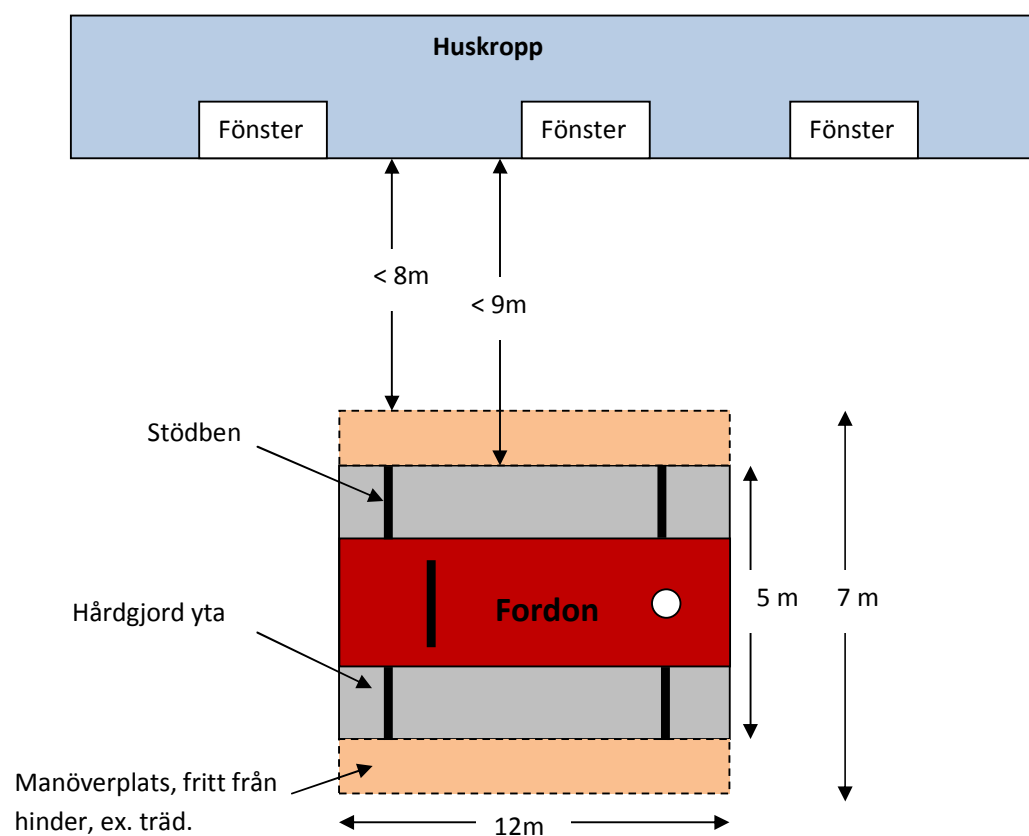 Huskropp
Fönster
Fönster
Fönster
< 8m
< 9m
Stödben
Hårdgjord yta
Fordon
5 m
7 m
Manöverplats, fritt från
hinder, ex. träd.
12m